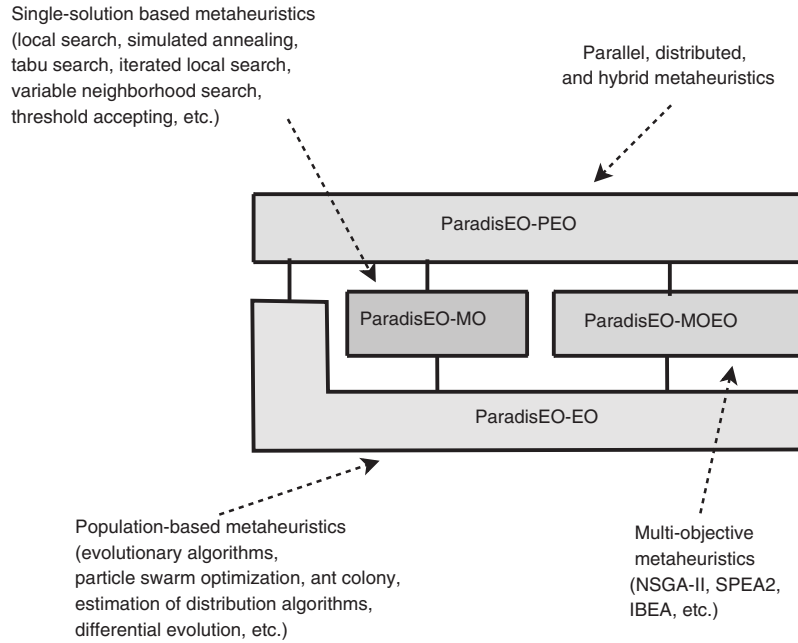 Single-solution based metaheuristics
(local search, simulated annealing,
tabu search, iterated local search,
variable neighborhood search,
threshold accepting, etc.)
Parallel, distributed,
and hybrid metaheuristics
ParadisEO-PEO
ParadisEO-MO
ParadisEO-MOEO
ParadisEO-EO
Population-based metaheuristics
(evolutionary algorithms,
particle swarm optimization, ant colony,
estimation of distribution algorithms,
differential evolution, etc.)
Multi-objective
metaheuristics
(NSGA-II, SPEA2,
IBEA, etc.)